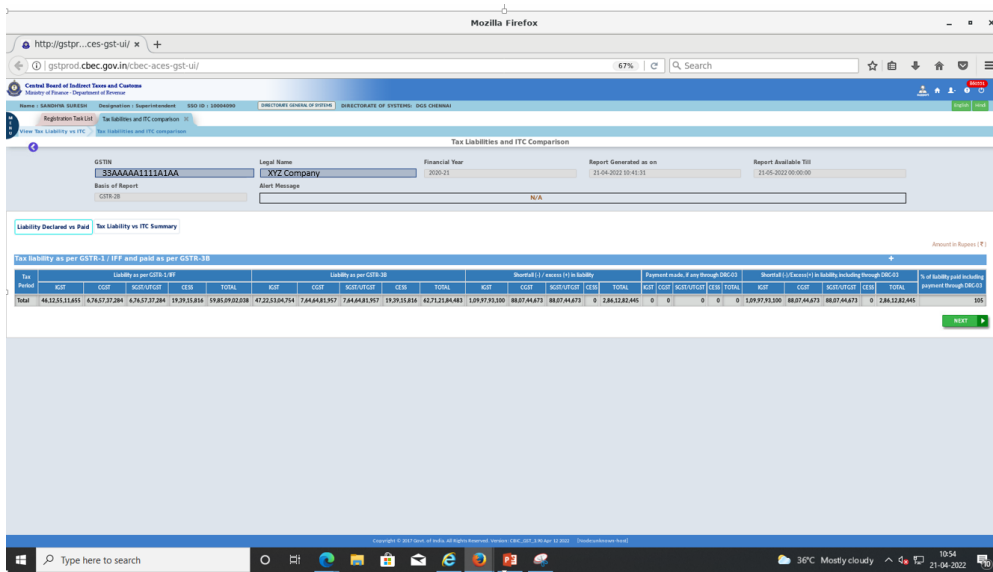 Mozilla Firefox
http://gstpr...ces-gst-ui/ × +
gstprod.cbec.gov.in/cbec-aces-gst-ui/ 67% Search
Central Board of Indirect Taxes and Customs
Ministry of Finance - Department of Revenue
Name : SANDHYA SURESH Designation : Superintendent SSO ID : 10004090 DIRECTORATE GENERAL OF SYSTEMS DIRECTORATE OF SYSTEMS: DGS CHENNAI English Hindi
MENU
Registration Task List Tax liabilities and ITC comparison
View Tax Liability vs ITC Tax liabilities and ITC comparison
Tax Liabilities and ITC Comparison
GSTIN Legal Name Financial Year Report Generated as on Report Available Till
33AAAAA1111A1AA XYZ Company 2020-21 21-04-2022 10:41:31 21-05-2022 00:00:00
Basis of Report Alert Message
GSTR-2B N/A
Liability Declared vs Paid Tax Liability vs ITC Summary
Amount in Rupees (₹)
Tax liability as per GSTR-1 / IFF and paid as per GSTR-3B +
Tax Period Liability as per GSTR-1/IFF Liability as per GSTR-3B Shortfall (-) / excess (+) in liability Payment made, if any through DRC-03 Shortfall (-)/Excess(+) in liability, including through DRC-03 % of liability paid including payment through DRC-03
IGST CGST SGST/UTGST CESS TOTAL IGST CGST SGST/UTGST CESS TOTAL IGST CGST SGST/UTGST CESS TOTAL IGST CGST SGST/UTGST CESS TOTAL IGST CGST SGST/UTGST CESS TOTAL
Total 46,12,55,11,655 6,76,57,37,284 6,76,57,37,284 19,39,15,816 59,85,09,02,038 47,22,53,04,754 7,64,64,81,957 7,64,64,81,957 19,39,15,816 62,71,21,84,483 1,09,97,93,100 88,07,44,673 88,07,44,673 0 2,86,12,82,445 0 0 0 0 0 1,09,97,93,100 88,07,44,673 88,07,44,673 0 2,86,12,82,445 105
NEXT
Type here to search 36°C Mostly cloudy 10:54
21-04-2022